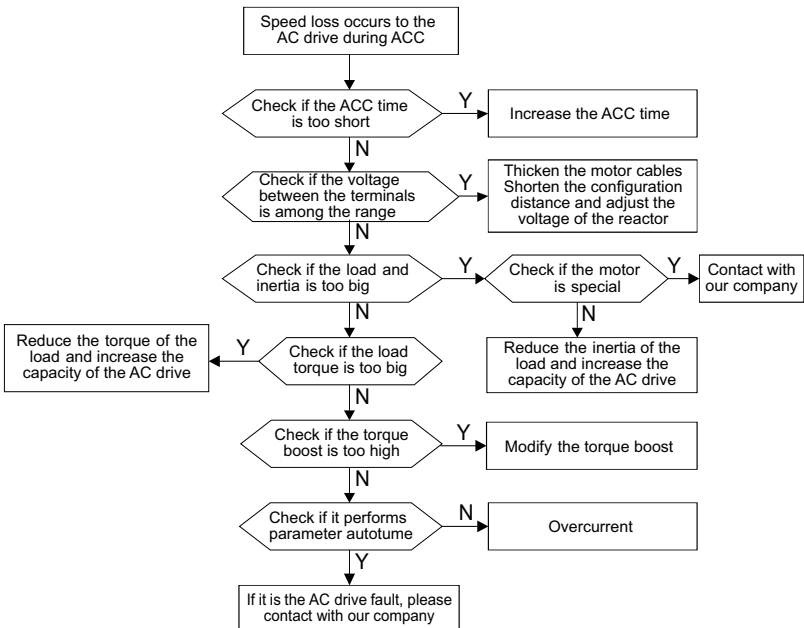 Speed loss occurs to the
AC drive during ACC
Check if the ACC time
is too short
Y
Increase the ACC time
N
Check if the voltage
between the terminals
is among the range
Y
Thicken the motor cables
Shorten the configuration
distance and adjust the
voltage of the reactor
N
Check if the load and
inertia is too big
Y
Check if the motor
is special
Y
Contact with
our company
N
Reduce the inertia of the
load and increase the
capacity of the AC drive
N
Check if the load
torque is too big
Y
Reduce the torque of the
load and increase the
capacity of the AC drive
N
Check if the torque
boost is too high
Y
Modify the torque boost
N
Check if it performs
parameter autotume
N
Overcurrent
Y
If it is the AC drive fault, please
contact with our company